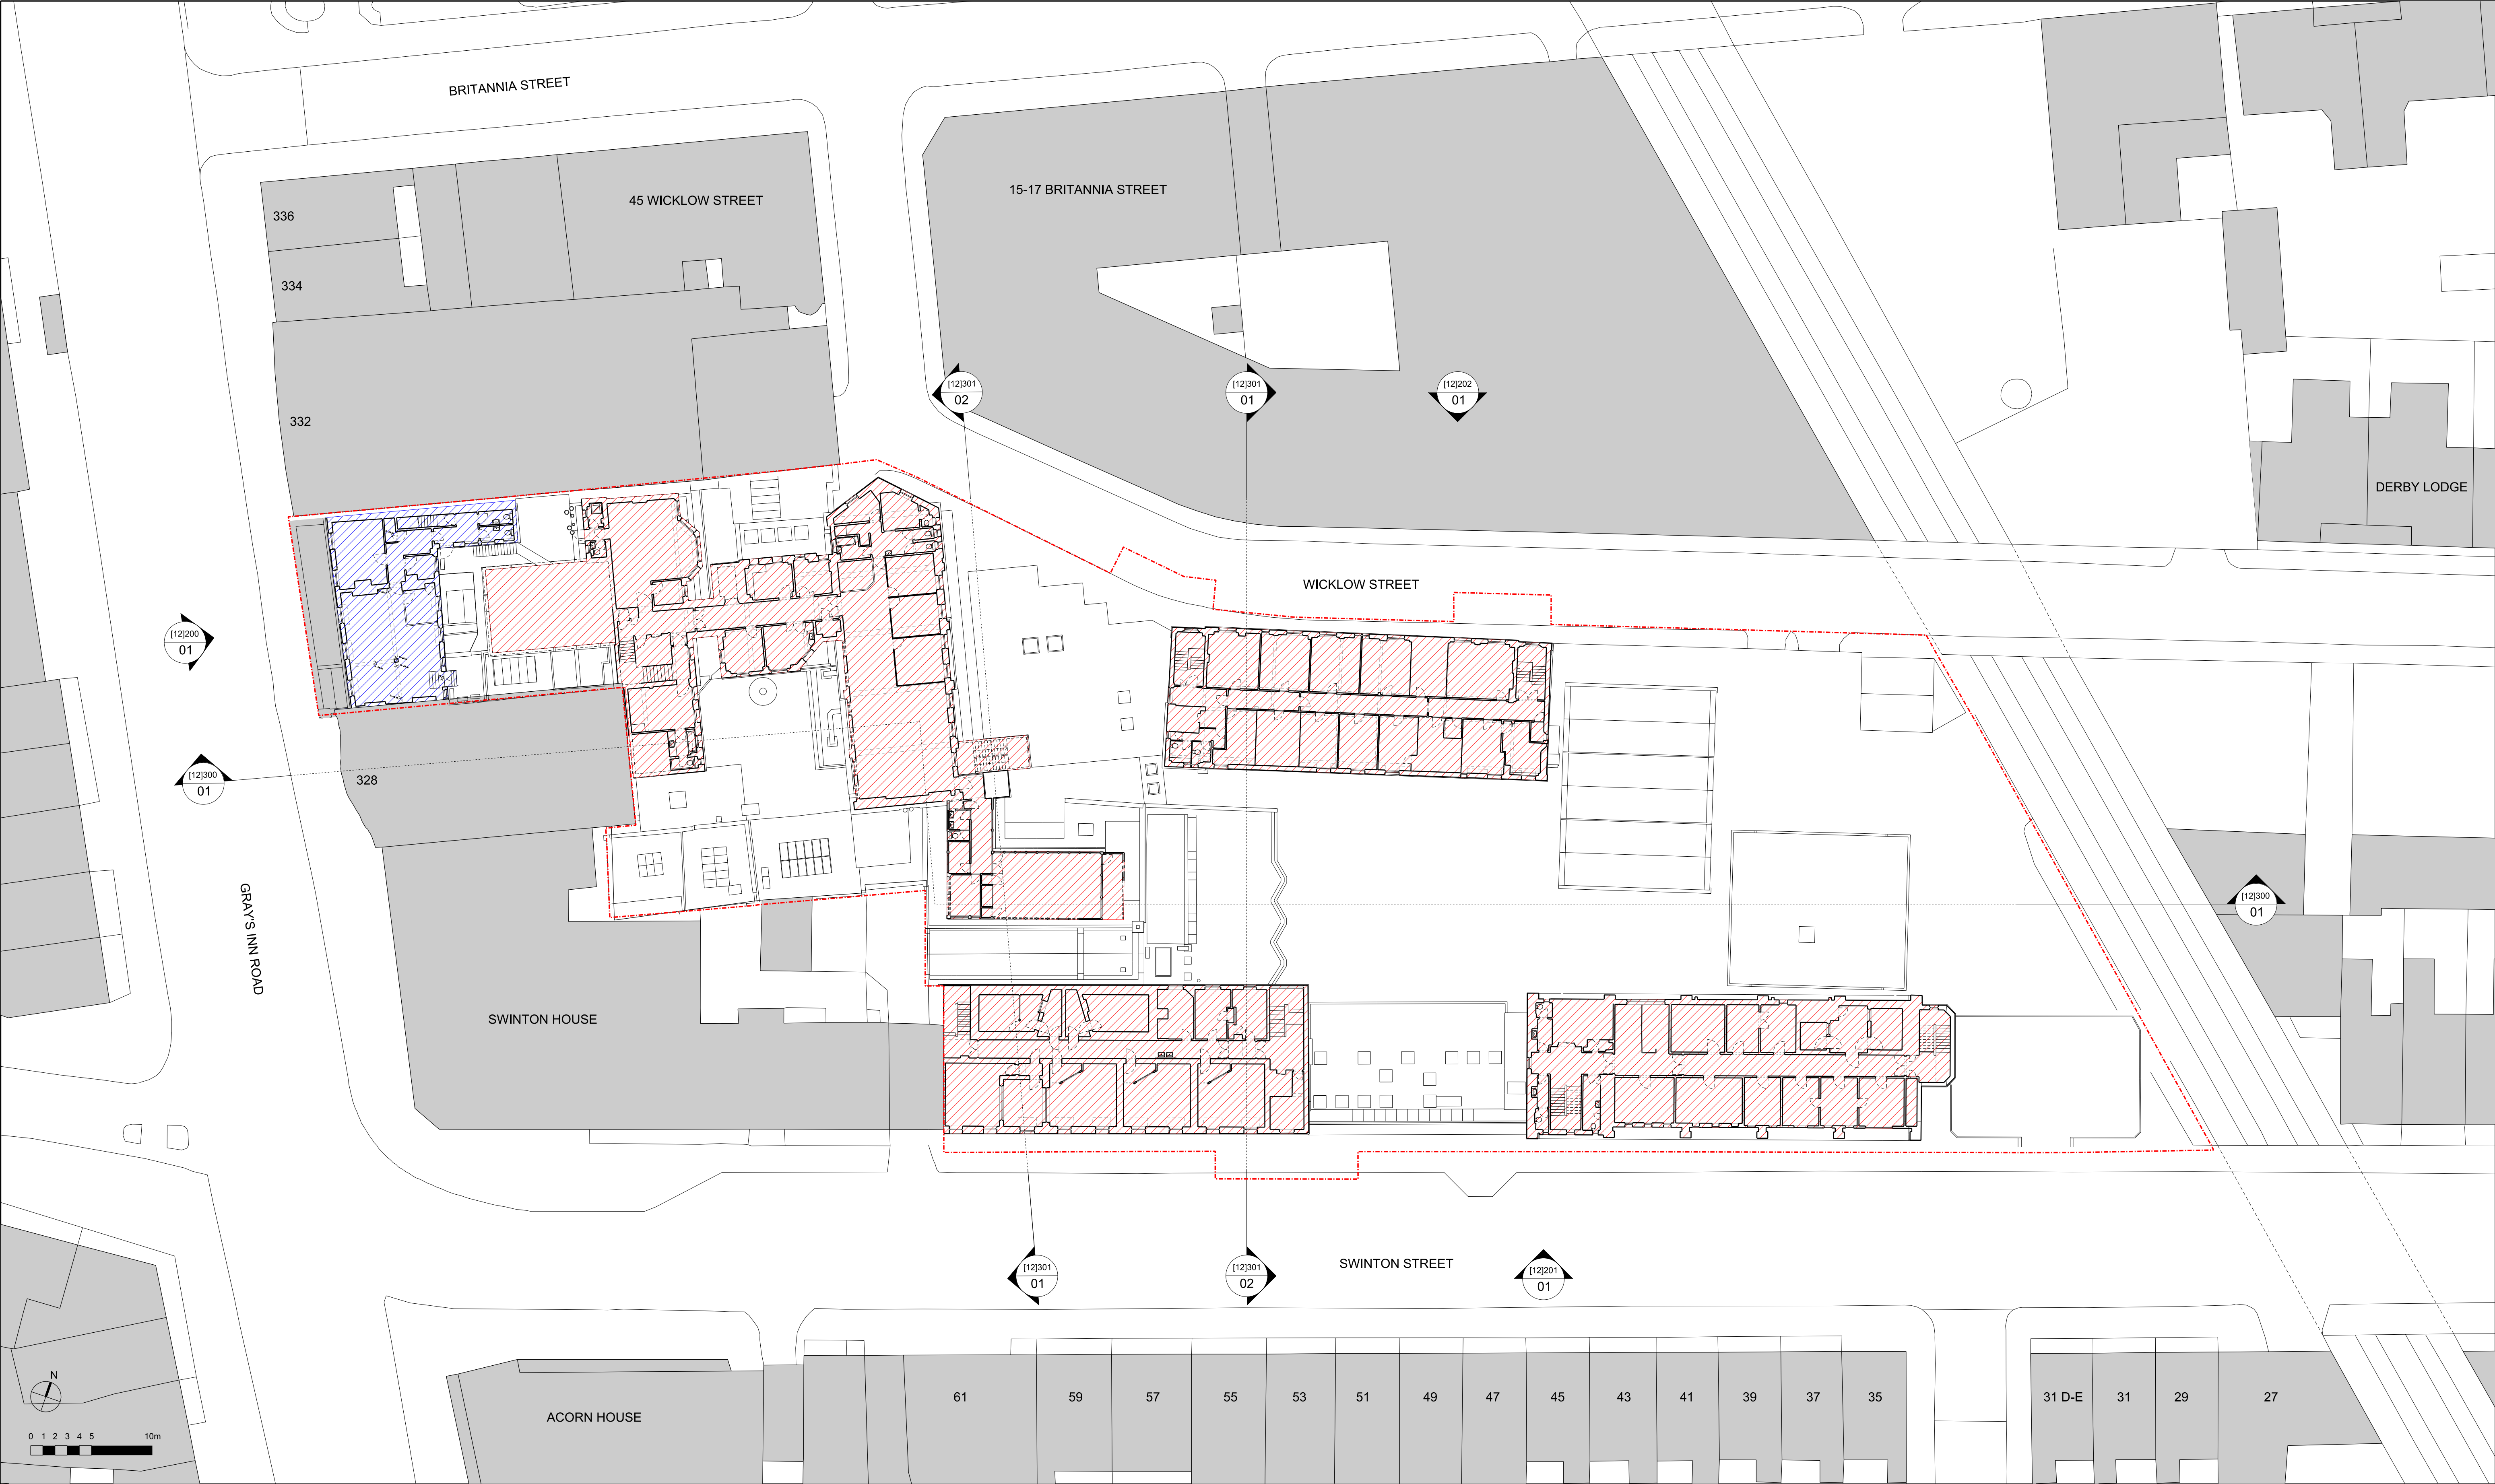 BRITANNIA STREET
15-17 BRITANNIA STREET
45 WICKLOW STREET
336
334
332
[12]301
02
[12]301
01
[12]202
01
DERBY LODGE
WICKLOW STREET
[12]200
01
[12]300
01
328
GRAY'S INN ROAD
[12]300
01
SWINTON HOUSE
SWINTON STREET
[12]301
01
[12]301
02
[12]201
01
N
ACORN HOUSE
61 59 57 55 53 51 49 47 45 43 41 39 37 35 31 D-E 31 29 27
0 1 2 3 4 5 10m